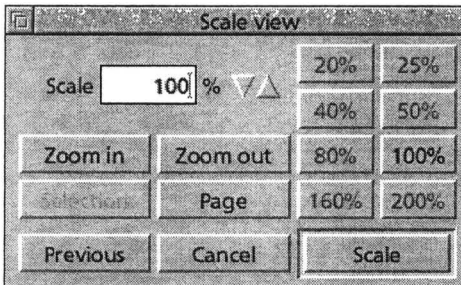 Scale view
20% 25%
Scale 100 %
40% 50%
Zoom in Zoom out 80% 100%
Selection Page 160% 200%
Previous Cancel Scale